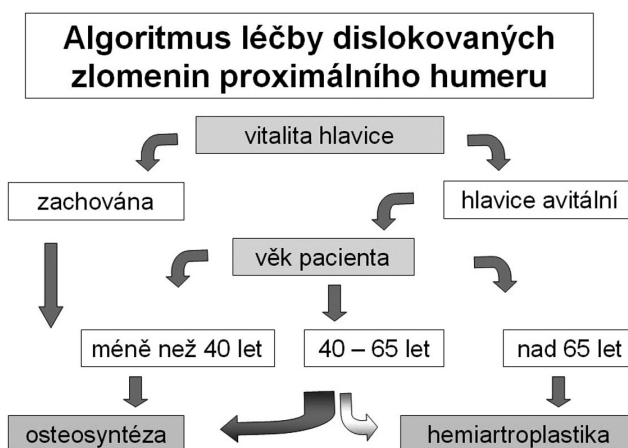 Algoritmus léčby dislokovaných
zlomenin proximálního humeru
vitalita hlavice
zachována
hlavice avitální
věk pacienta
méně než 40 let
40 – 65 let
nad 65 let
osteosyntéza
hemiartroplastika